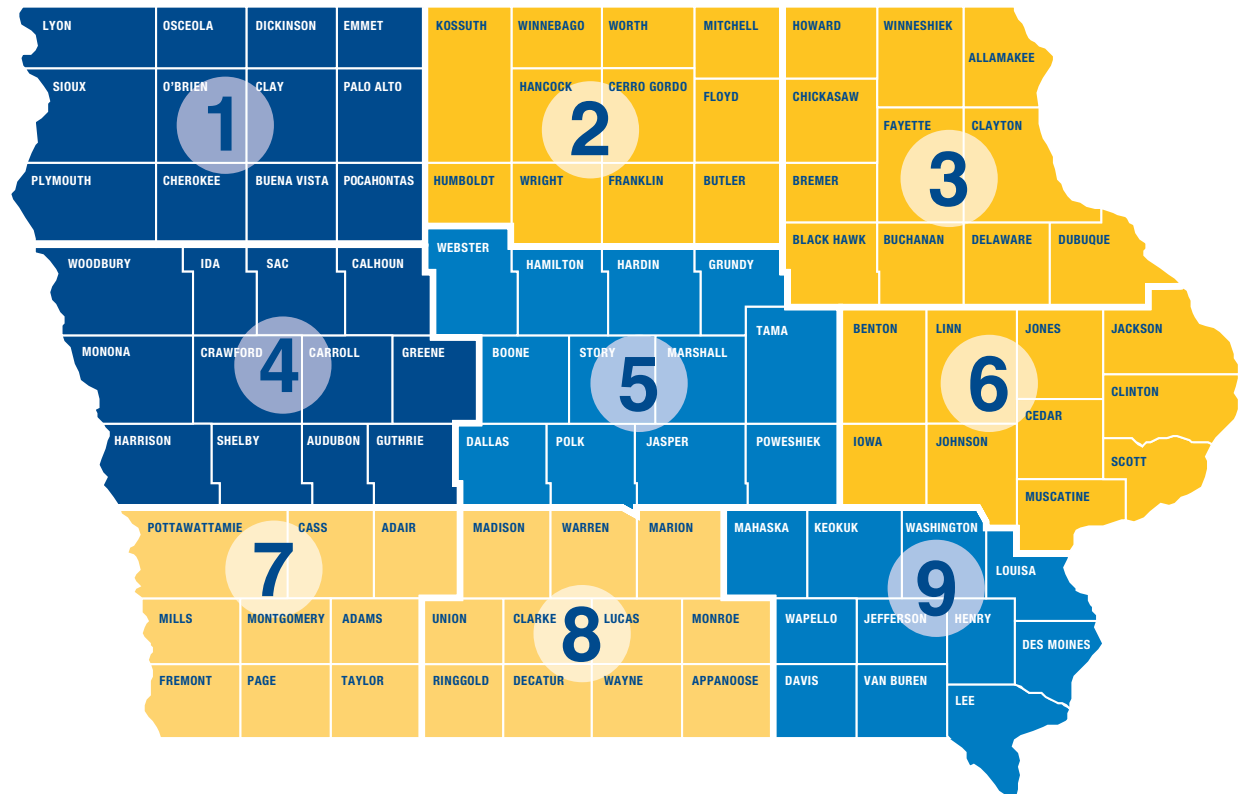 LYON OSCEOLA DICKINSON EMMET
SIOUX O'BRIEN CLAY PALO ALTO
1
PLYMOUTH CHEROKEE BUENA VISTA POCAHONTAS
KOSSUTH WINNEBAGO WORTH MITCHELL
HANCOCK CERRO GORDO FLOYD
2
HUMBOLDT WRIGHT FRANKLIN BUTLER
HOWARD WINNESHIEK ALLAMAKEE
CHICKASAW FAYETTE CLAYTON
3
BREMER
BLACK HAWK BUCHANAN DELAWARE DUBUQUE
WOODBURY IDA SAC CALHOUN
MONONA CRAWFORD CARROLL GREENE
4
HARRISON SHELBY AUDUBON GUTHRIE
WEBSTER HAMILTON HARDIN GRUNDY
TAMA
BOONE STORY MARSHALL
5
DALLAS POLK JASPER POWESHIEK
BENTON LINN JONES JACKSON
6
CLINTON
CEDAR
IOWA JOHNSON SCOTT
MUSCATINE
POTTAWATTAMIE CASS ADAIR
7
MILLS MONTGOMERY ADAMS
FREMONT PAGE TAYLOR
MADISON WARREN MARION
UNION CLARKE LUCAS MONROE
8
RINGGOLD DECATUR WAYNE APPANOOSE
MAHASKA KEOKUK WASHINGTON
LOUISA
9
WAPELLO JEFFERSON HENRY
DES MOINES
DAVIS VAN BUREN
LEE